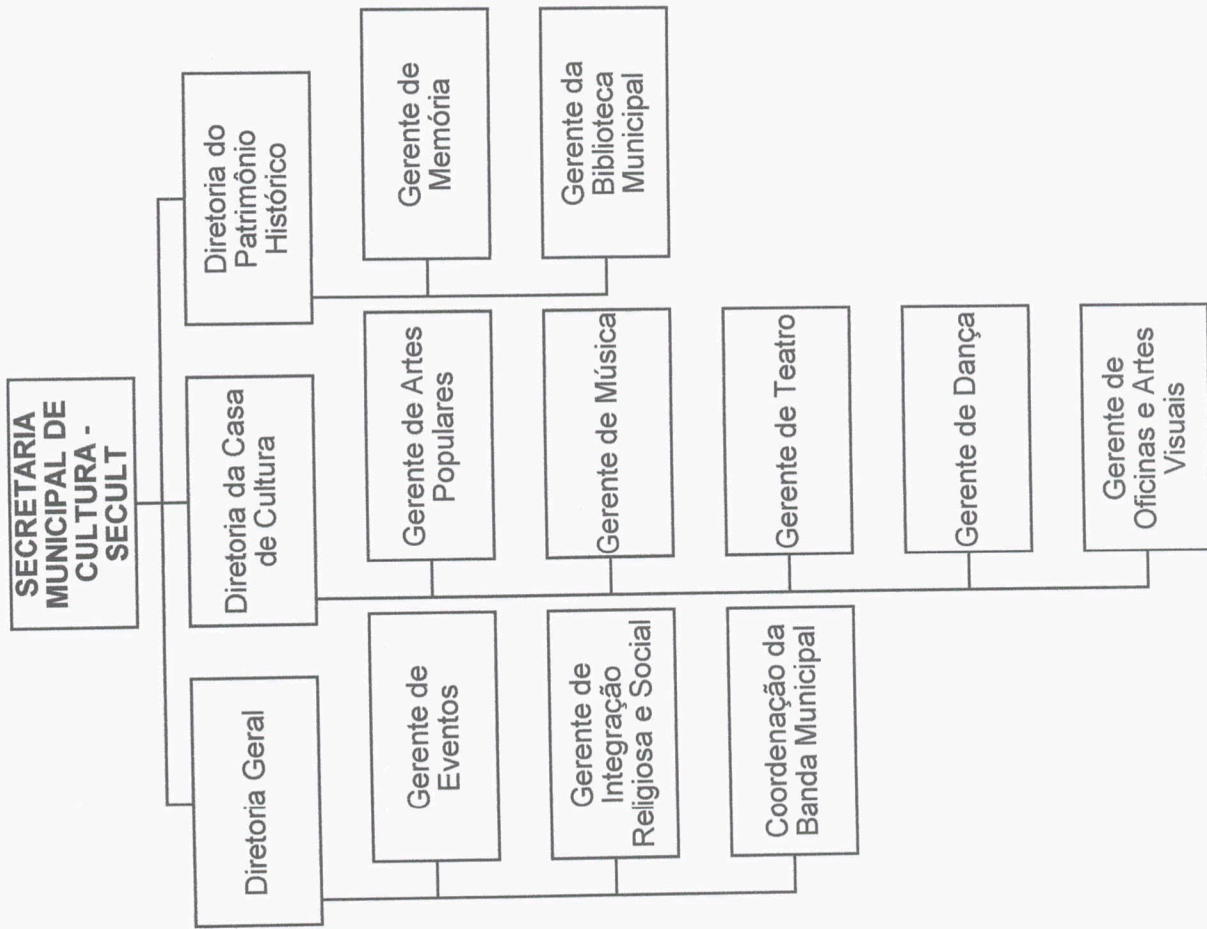 SECRETARIA
MUNICIPAL DE
CULTURA -
SECULT
Diretoria Geral
Gerente de
Eventos
Gerente de
Integração
Religiosa e Social
Coordenação da
Banda Municipal
Diretoria da Casa
de Cultura
Gerente de Artes
Populares
Gerente de Música
Gerente de Teatro
Gerente de Dança
Gerente de
Oficinas e Artes
Visuais
Diretoria do
Patrimônio
Histórico
Gerente de
Memória
Gerente da
Biblioteca
Municipal